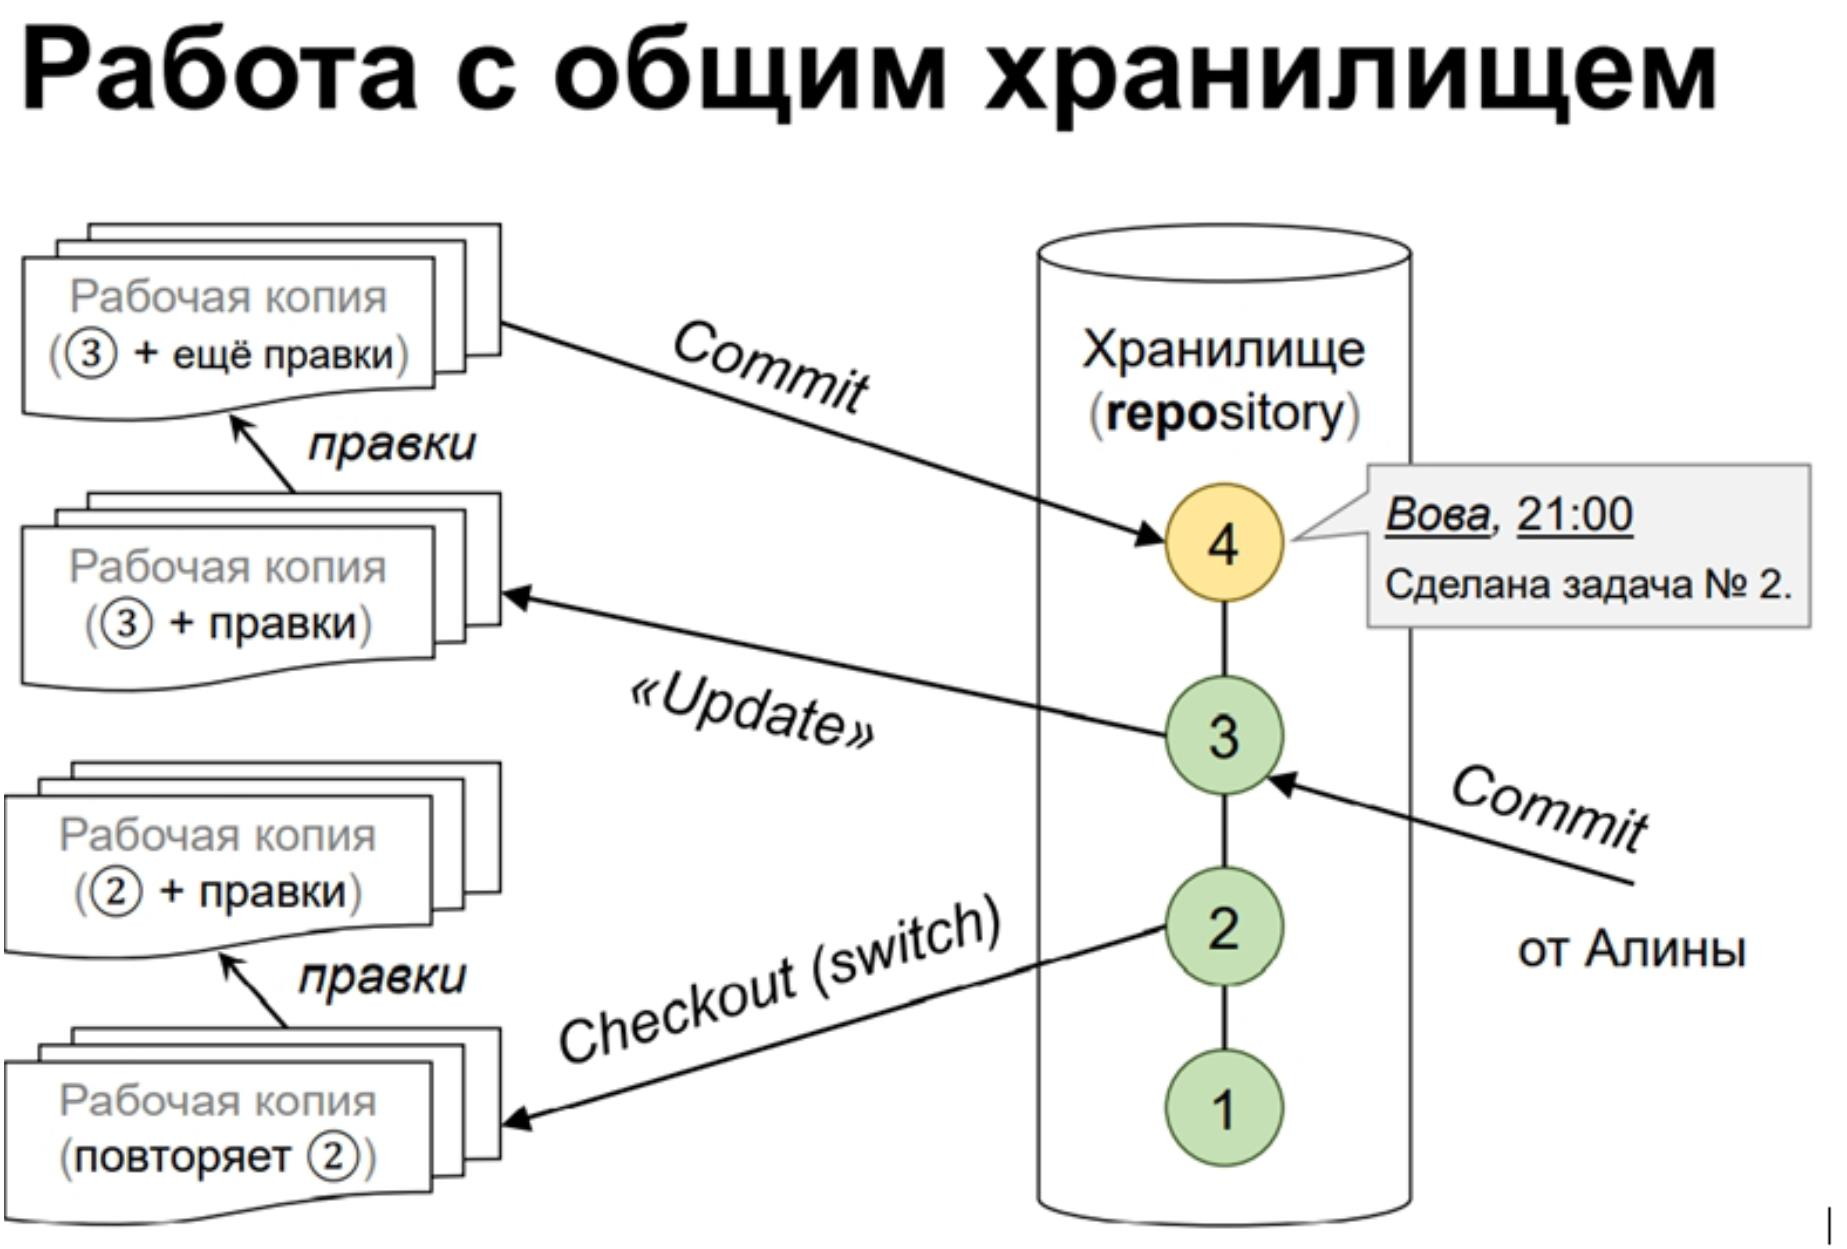 Работа с общим хранилищем
Рабочая копия
(③ + ещё правки)
правки
Рабочая копия
(③ + правки)
Рабочая копия
(② + правки)
правки
Рабочая копия
(повторяет ②)
Commit
«Update»
Checkout (switch)
Хранилище
(repository)
4
3
2
1
Вова, 21:00
Сделана задача № 2.
Commit
от Алины